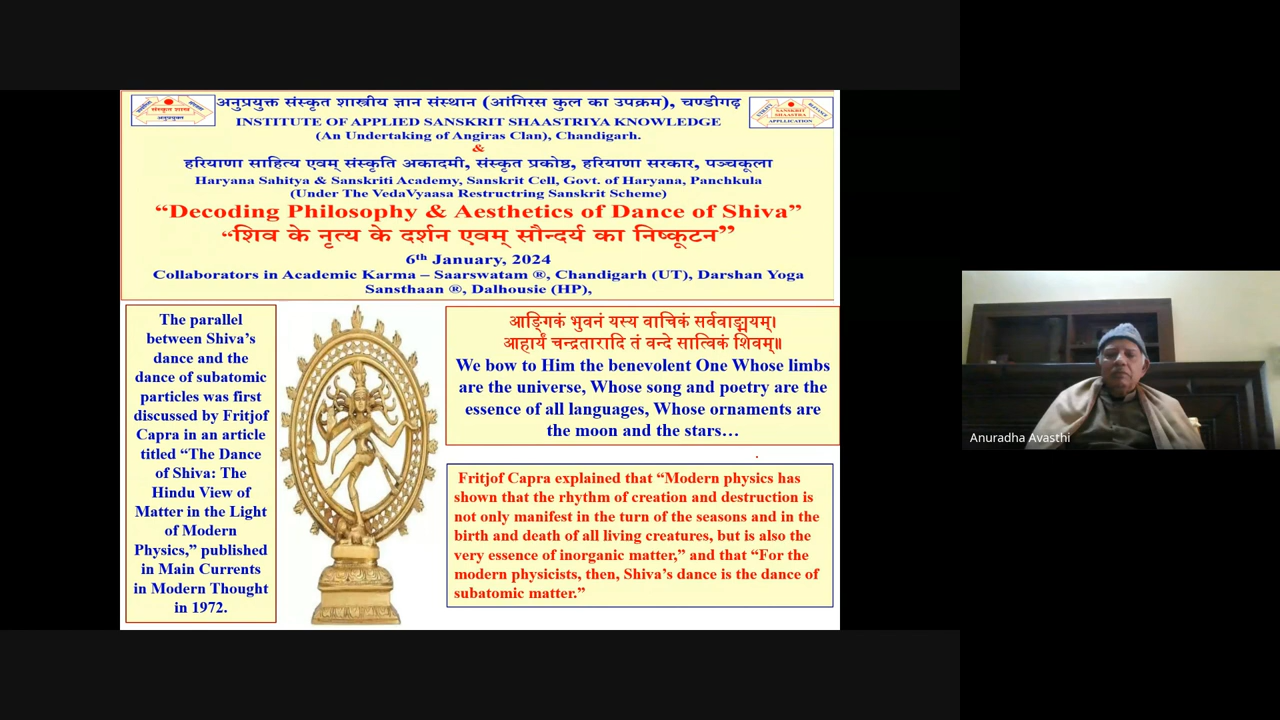 संस्कृत शास्त्र
अनुप्रयुक्त
अनुप्रयुक्त संस्कृत शास्त्रीय ज्ञान संस्थान (आंगिरस कुल का उपक्रम), चण्डीगढ़
SANSKRIT
SHAASTRA
APPLICATION
INSTITUTE OF APPLIED SANSKRIT SHAASTRIYA KNOWLEDGE
(An Undertaking of Angiras Clan), Chandigarh.
&
हरियाणा साहित्य एवम् संस्कृति अकादमी, संस्कृत प्रकोष्ठ, हरियाणा सरकार, पञ्चकूला
Haryana Sahitya & Sanskriti Academy, Sanskrit Cell, Govt. of Haryana, Panchkula
(Under The VedaVyaasa Restructring Sanskrit Scheme)
“Decoding Philosophy & Aesthetics of Dance of Shiva”
“शिव के नृत्य के दर्शन एवम् सौन्दर्य का निष्कूटन”
6th January, 2024
Collaborators in Academic Karma – Saarswatam ®, Chandigarh (UT), Darshan Yoga
Sansthaan ®, Dalhousie (HP),
The parallel
between Shiva’s
dance and the
dance of subatomic
particles was first
discussed by Fritjof
Capra in an article
titled “The Dance
of Shiva: The
Hindu View of
Matter in the Light
of Modern
Physics,” published
in Main Currents
in Modern Thought
in 1972.
आङ्गिकं भुवनं यस्य वाचिकं सर्ववाङ्मयम्।
आहार्यं चन्द्रतारादि तं वन्दे सात्विकं शिवम्॥
We bow to Him the benevolent One Whose limbs
are the universe, Whose song and poetry are the
essence of all languages, Whose ornaments are
the moon and the stars…
Fritjof Capra explained that “Modern physics has
shown that the rhythm of creation and destruction is
not only manifest in the turn of the seasons and in the
birth and death of all living creatures, but is also the
very essence of inorganic matter,” and that “For the
modern physicists, then, Shiva’s dance is the dance of
subatomic matter.”
Anuradha Avasthi